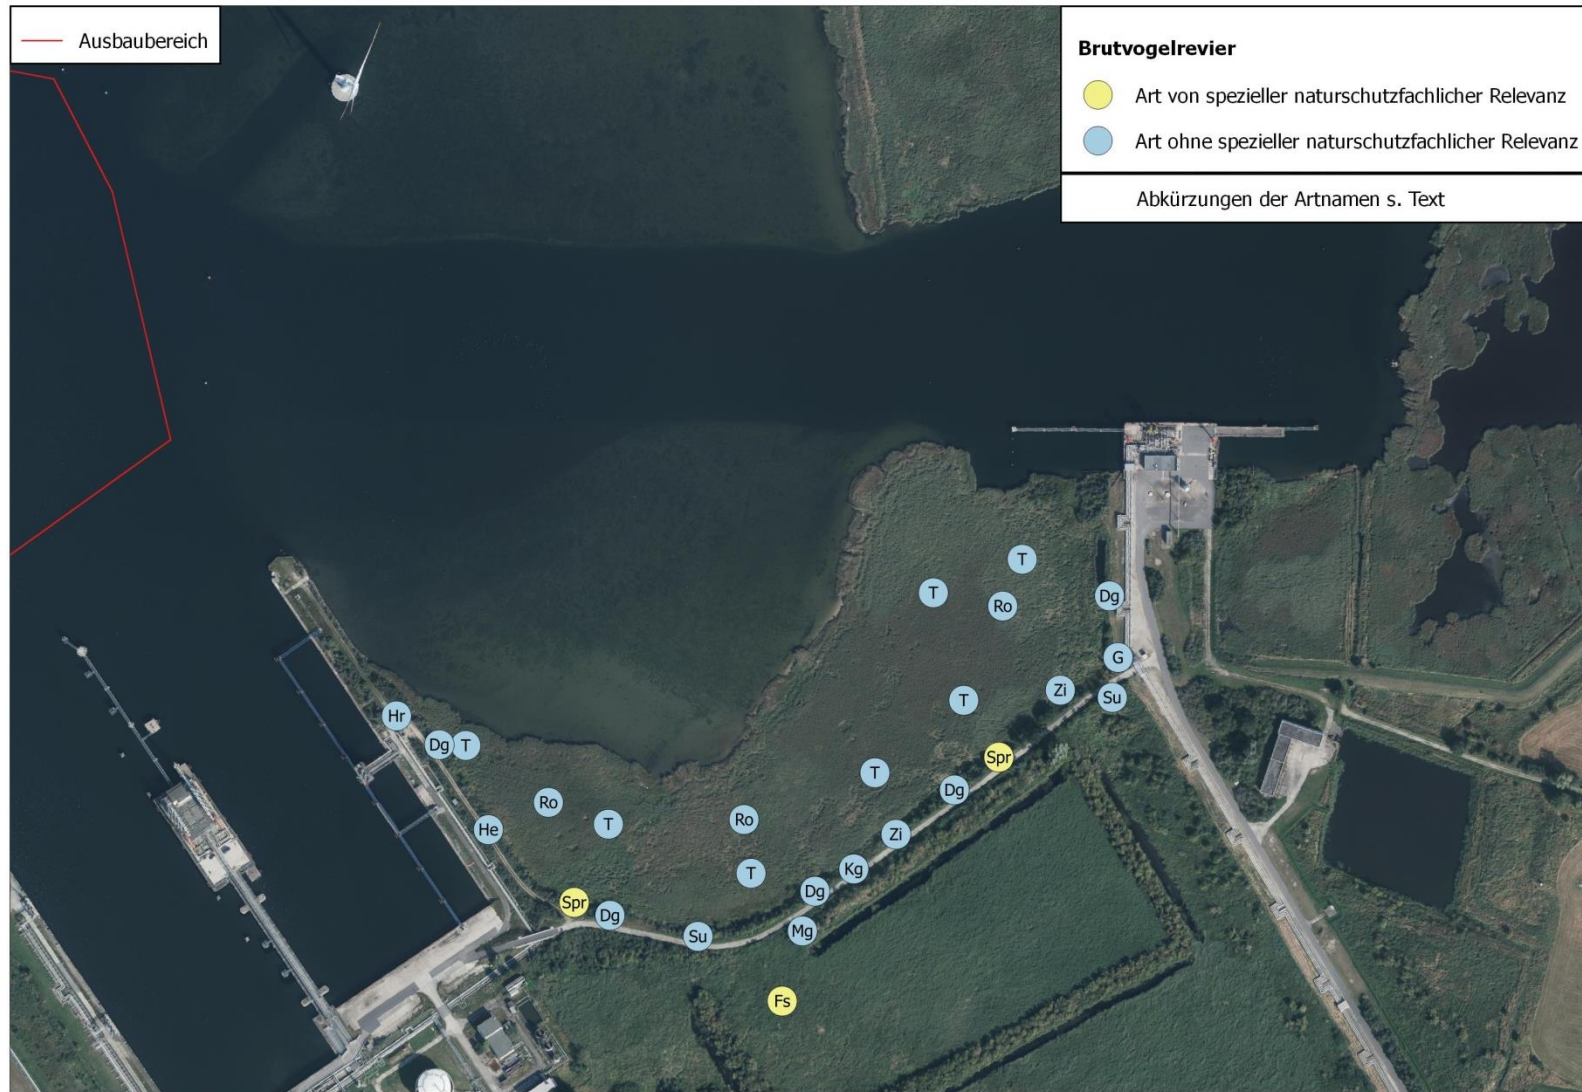 Ausbaubereich
Brutvogelrevier
Art von spezieller naturschutzfachlicher Relevanz
Art ohne spezieller naturschutzfachlicher Relevanz
Abkürzungen der Artnamen s. Text
T
T
Ro
Dg
G
Zi
Su
T
Hr
Dg
T
Spr
T
Dg
Ro
T
Ro
He
Zi
Kg
T
Dg
Spr
Dg
Su
Mg
Fs